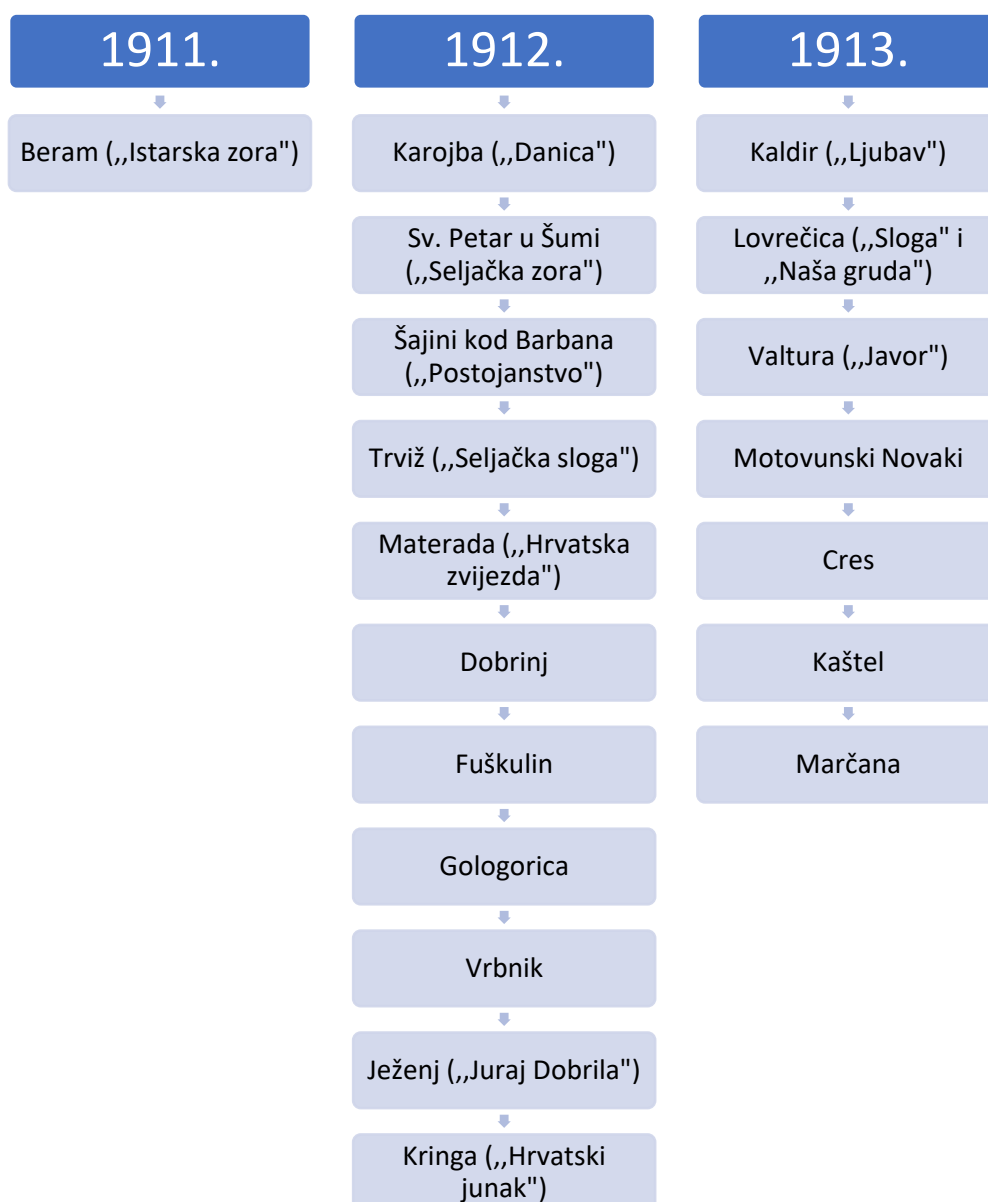 1911.
Beram (,,Istarska zora")
1912.
Karojba (,,Danica")
Sv. Petar u Šumi
(,,Seljačka zora")
Šajini kod Barbana
(,,Postojanstvo")
Trviž (,,Seljačka sloga")
Materada (,,Hrvatska
zvijezda")
Dobrinj
Fuškulin
Gologorica
Vrbnik
Ježenj (,,Juraj Dobrila")
Kringa (,,Hrvatski
junak")
1913.
Kaldir (,,Ljubav")
Lovrečica (,,Sloga" i
,,Naša gruda")
Valtura (,,Javor")
Motovunski Novaki
Cres
Kaštel
Marčana